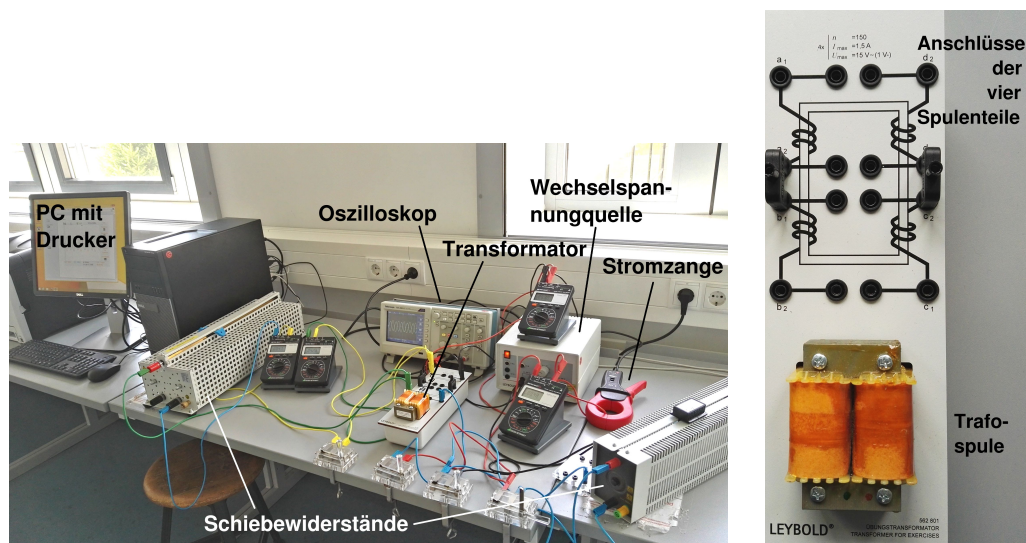 PC mit
Drucker
Oszilloskop
Transformator
Wechselspan-
nungquelle
Stromzange
Schiebewiderstände
n =150
4x I max =1,5 A
U max =15 V~(1 V-)
a 1
d 2
Anschlüsse
der
vier
Spulenteile
b 1
c 2
b 2
c 1
Trafo-
spule
LEYBOLD®
562 801
ÜBUNGSTRANSFORMATOR
TRANSFORMER FOR EXERCISES